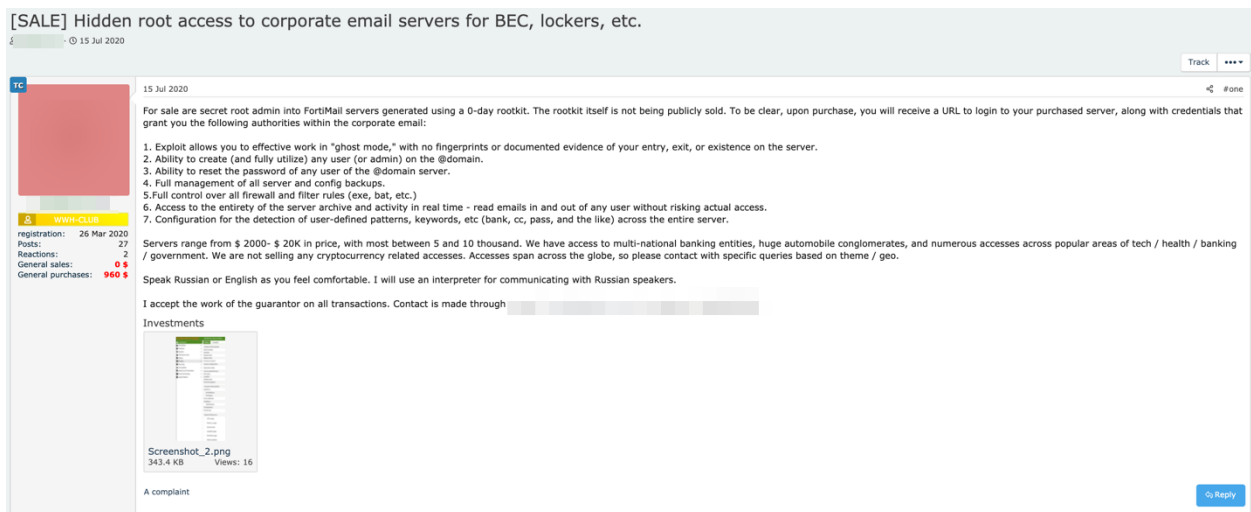 [SALE] Hidden root access to corporate email servers for BEC, lockers, etc.
15 Jul 2020
Track
TC
15 Jul 2020
#one
For sale are secret root admin into FortiMail servers generated using a 0-day rootkit. The rootkit itself is not being publicly sold. To be clear, upon purchase, you will receive a URL to login to your purchased server, along with credentials that
grant you the following authorities within the corporate email:
1. Exploit allows you to effective work in "ghost mode," with no fingerprints or documented evidence of your entry, exit, or existence on the server.
2. Ability to create (and fully utilize) any user (or admin) on the @domain.
3. Ability to reset the password of any user of the @domain server.
4. Full management of all server and config backups.
5.Full control over all firewall and filter rules (exe, bat, etc.)
6. Access to the entirety of the server archive and activity in real time - read emails in and out of any user without risking actual access.
7. Configuration for the detection of user-defined patterns, keywords, etc (bank, cc, pass, and the like) across the entire server.
WWH-CLUB
registration: 26 Mar 2020
Posts: 27
Reactions: 2
General sales: 0 $
General purchases: 960 $
Servers range from $ 2000- $ 20K in price, with most between 5 and 10 thousand. We have access to multi-national banking entities, huge automobile conglomerates, and numerous accesses across popular areas of tech / health / banking
/ government. We are not selling any cryptocurrency related accesses. Accesses span across the globe, so please contact with specific queries based on theme / geo.
Speak Russian or English as you feel comfortable. I will use an interpreter for communicating with Russian speakers.
I accept the work of the guarantor on all transactions. Contact is made through
Investments
Screenshot_2.png
343.4 KB Views: 16
A complaint
Reply